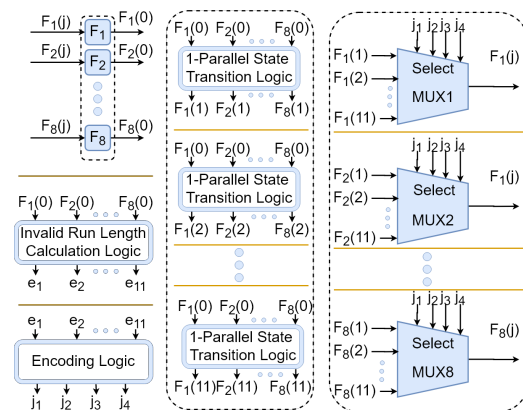 F1(j) F1 F1(0)
F2(j) F2 F2(0)
F8(j) F8 F8(0)
F1(0) F2(0) F8(0)
Invalid Run Length
Calculation Logic
e1 e2 e11
e1 e2 e11
Encoding Logic
j1 j2 j3 j4
F1(0) F2(0) F8(0)
1-Parallel State
Transition Logic
F1(1) F2(1) F8(1)
F1(0) F2(0) F8(0)
1-Parallel State
Transition Logic
F1(2) F2(2) F8(2)
F1(0) F2(0) F8(0)
1-Parallel State
Transition Logic
F1(11) F2(11) F8(11)
j1 j2 j3 j4
F1(1)
F1(2)
F1(11)
Select
MUX1
F1(j)
j1 j2 j3 j4
F2(1)
F2(2)
F2(11)
Select
MUX2
F1(j)
j1 j2 j3 j4
F8(1)
F8(2)
F8(11)
Select
MUX8
F8(j)